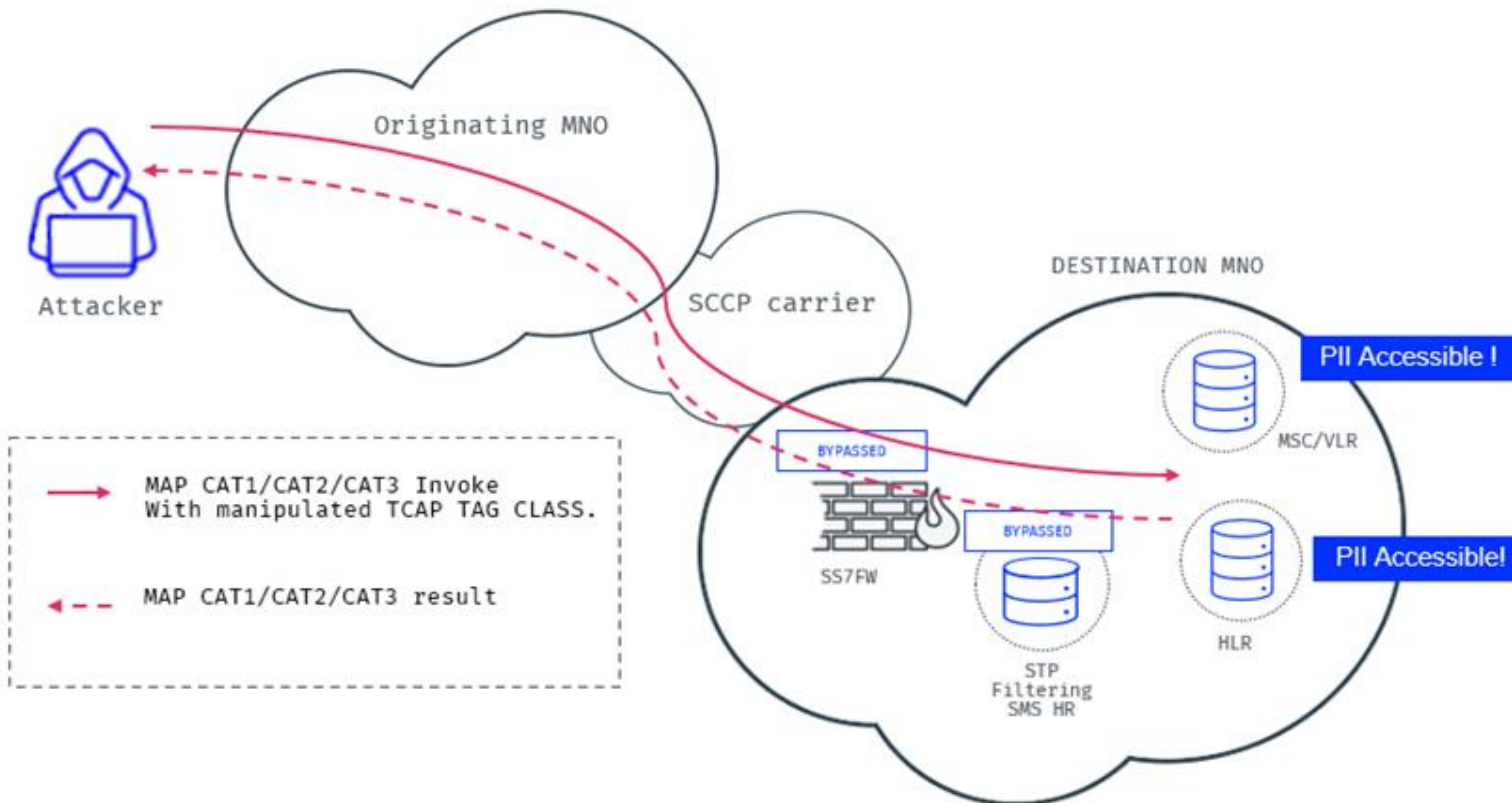 Originating MNO
Attacker
SCCP carrier
DESTINATION MNO
PII Accessible !
MSC/VLR
BYPASSED
SS7FW
BYPASSED
STP
Filtering
SMS HR
PII Accessible!
HLR
MAP CAT1/CAT2/CAT3 Invoke
With manipulated TCAP TAG CLASS.
MAP CAT1/CAT2/CAT3 result